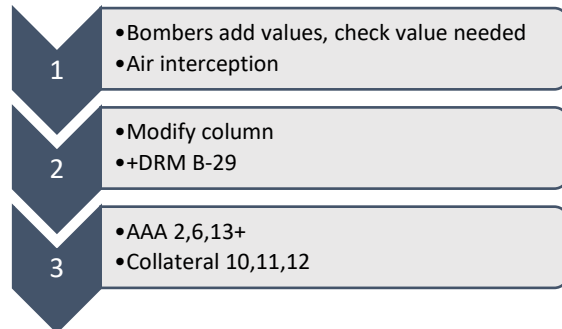 1
•Bombers add values, check value needed
•Air interception
2
•Modify column
•+DRM B-29
3
•AAA 2,6,13+
•Collateral 10,11,12